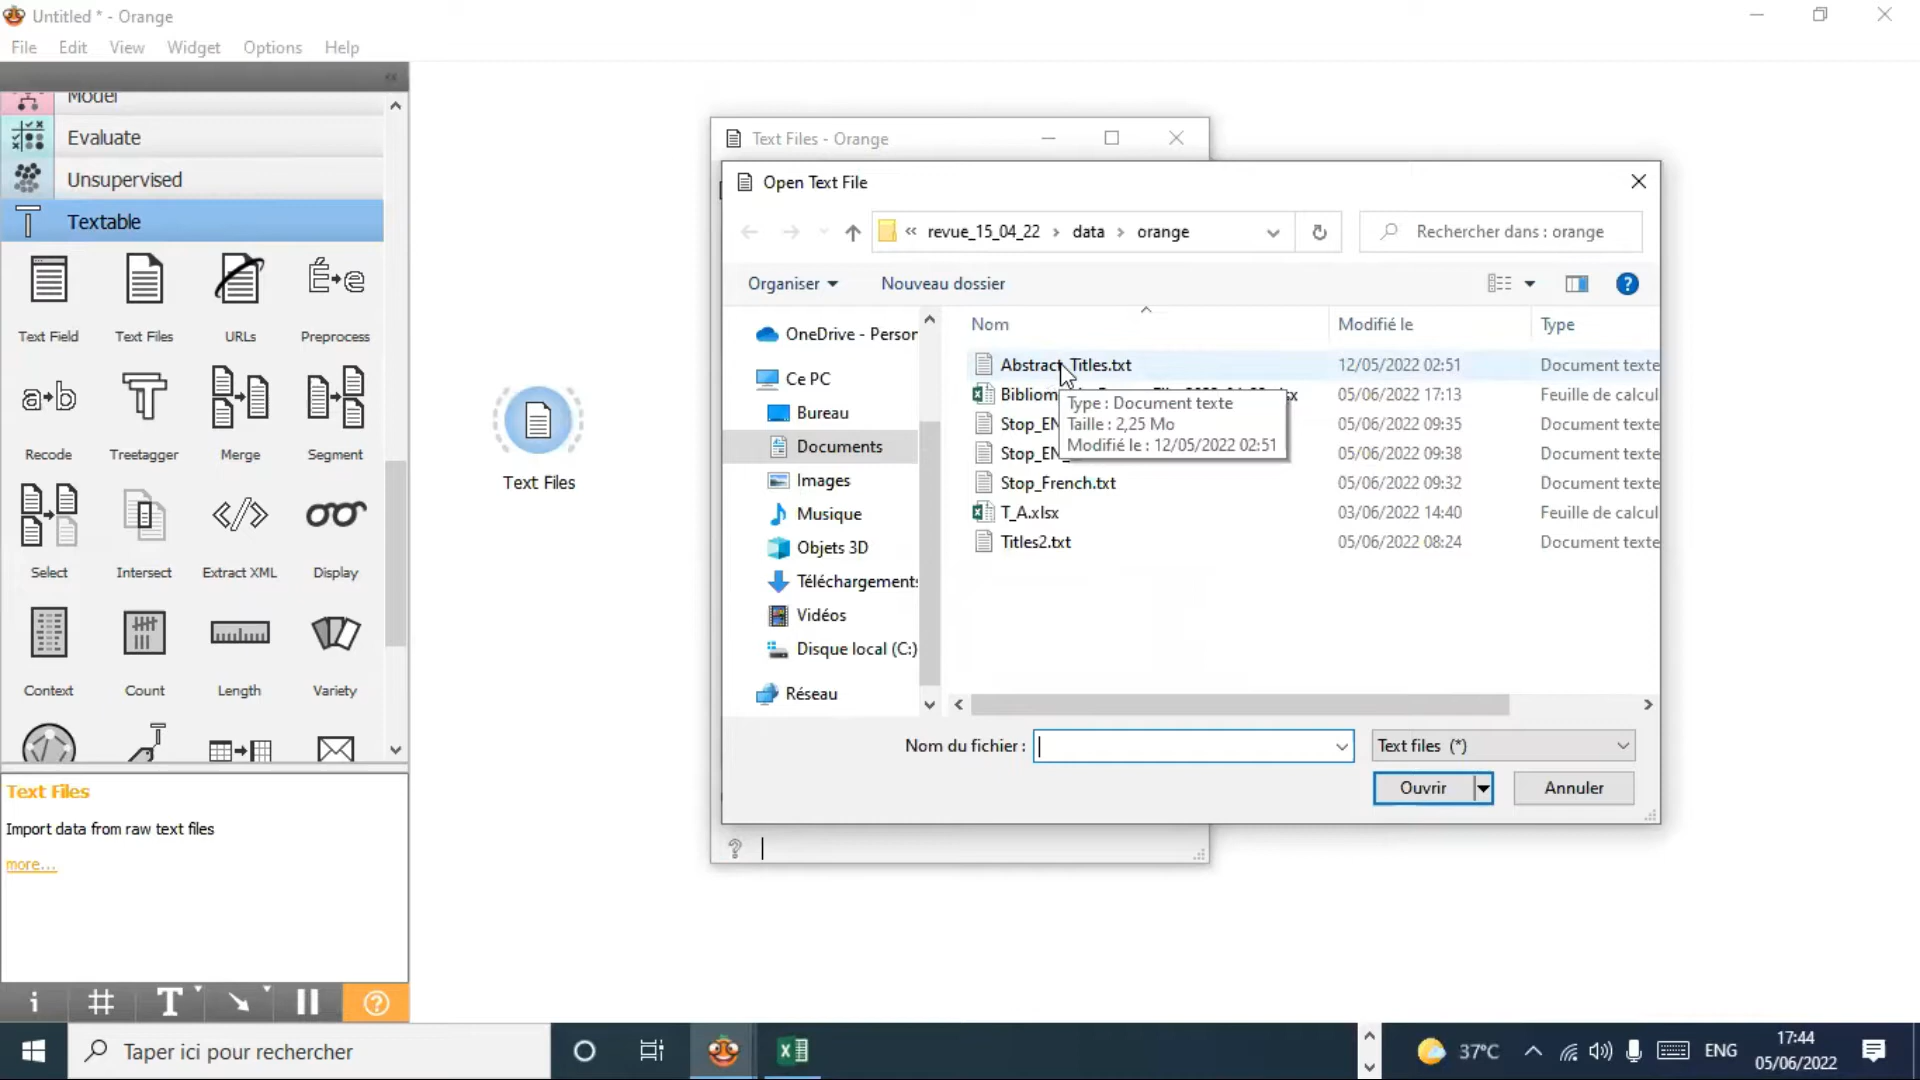 Untitled * - Orange
File Edit View Widget Options Help
Model
Evaluate
Unsupervised
Textable
Text Field Text Files URLs Preprocess
Recode Treetagger Merge Segment
Select Intersect Extract XML Display
Context Count Length Variety
Text Files
Import data from raw text files
more...
Text Files
Text Files - Orange
Open Text File
« revue_15_04_22 › data › orange
Rechercher dans : orange
Organiser Nouveau dossier
OneDrive - Person
Ce PC
Bureau
Documents
Images
Musique
Objets 3D
Téléchargements
Vidéos
Disque local (C:)
Réseau
Nom Modifié le Type
Abstract_Titles.txt 12/05/2022 02:51 Document texte
05/06/2022 17:13 Feuille de calcul
Stop_EN 05/06/2022 09:35 Document texte
Stop_EN_ 05/06/2022 09:38 Document texte
Stop_French.txt 05/06/2022 09:32 Document texte
T_A.xlsx 03/06/2022 14:40 Feuille de calcul
Titles2.txt 05/06/2022 08:24 Document texte
Type : Document texte
Taille : 2,25 Mo
Modifié le : 12/05/2022 02:51
Nom du fichier : Text files (*)
Ouvrir Annuler
Taper ici pour rechercher
37°C
ENG
17:44
05/06/2022